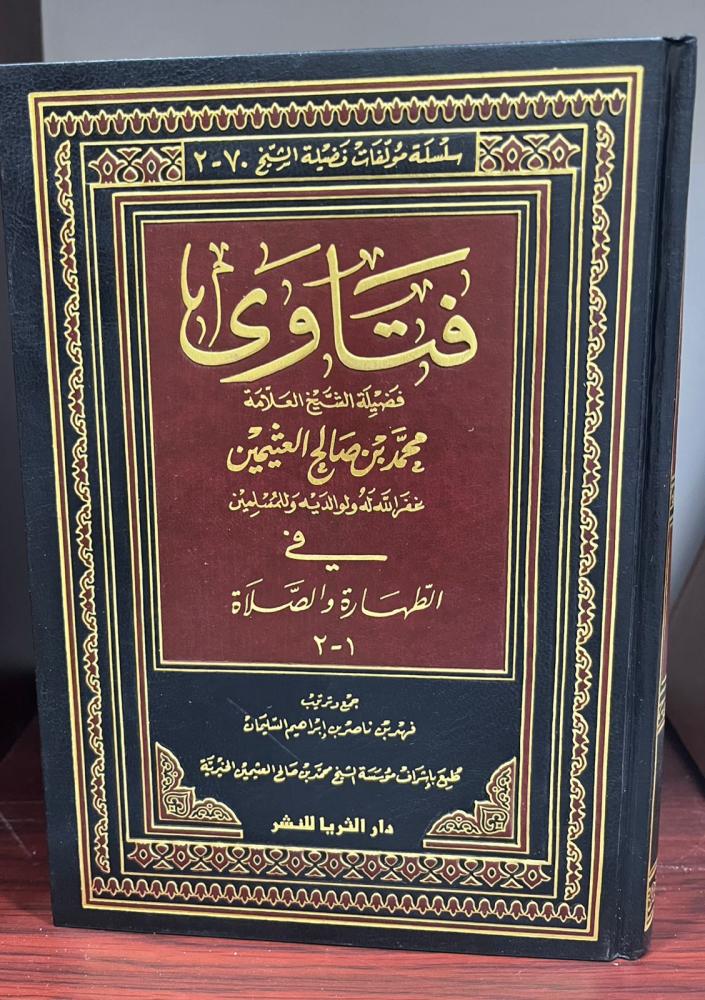 سلسلة مؤلفات فضيلة الشيخ ٧٠-٢
فتاوى
فضيلة الشيخ العلامة
محمد بن صالح العثيمين
غفر الله له ولوالديه وللمسلمين
في
الطهارة والصلاة
١-٢
جمع وترتيب
فهد بن ناصر بن إبراهيم السليمان
طبع بإشراف مؤسسة الشيخ محمد بن صالح العثيمين الخيرية
دار الثريا للنشر